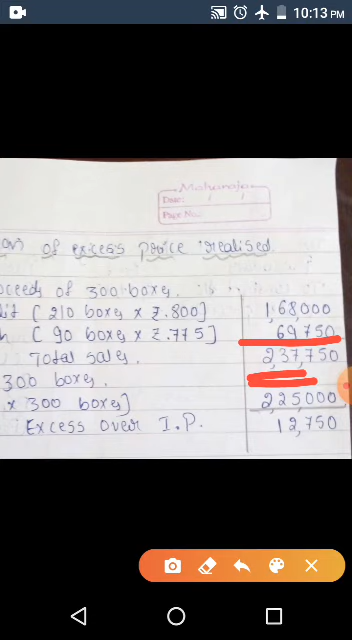 10:13 PM
Maharaja
Date:
Page No.:
of excess price realised
ceeds of 300 boxes.
dit [210 boxes x ₹.800] 1,68,000
h [90 boxes x ₹.775] 69,750
Total sales. 2,37,750
300 boxes.
x 300 boxes] 2,25,000
Excess over I.P. 12,750